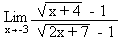 Lim x→-3 (√(x+4) - 1) / (√(2x+7) - 1)